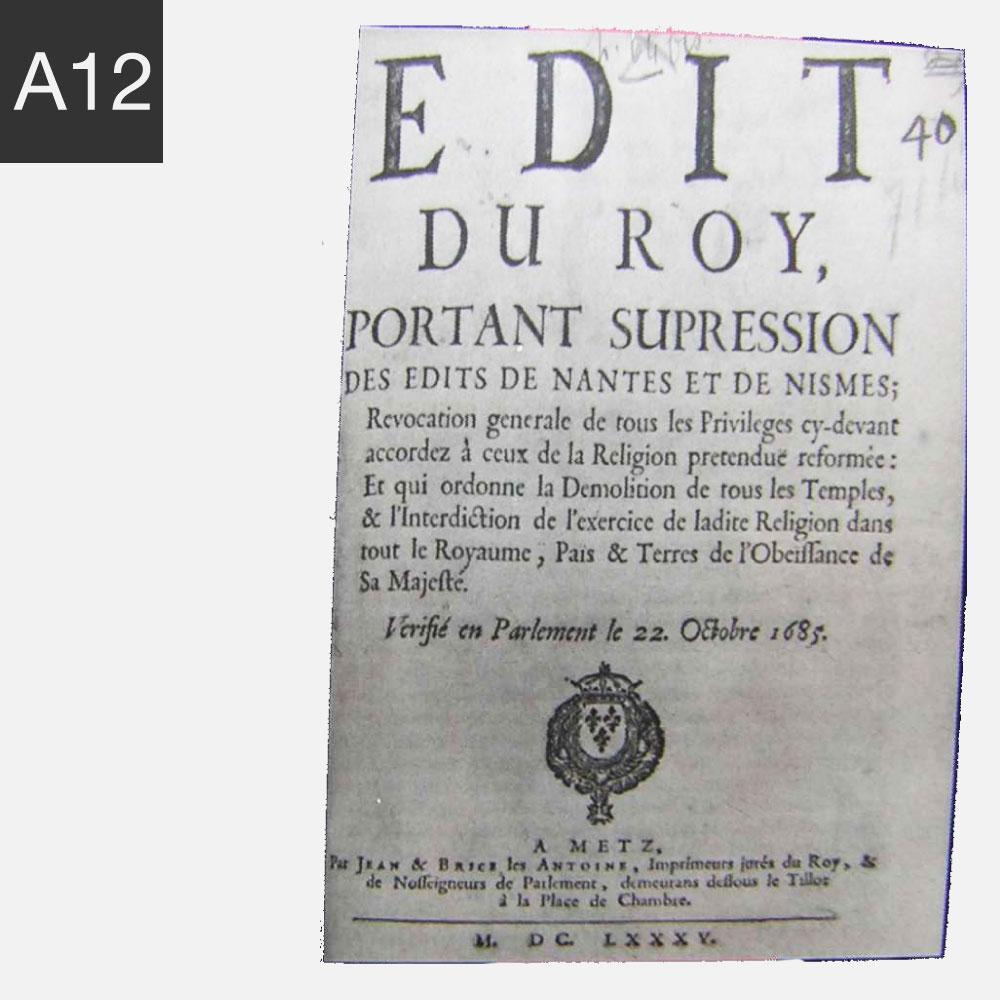 A12
EDIT
40
DU ROY,
PORTANT SUPRESSION
DES EDITS DE NANTES ET DE NISMES;
Revocation generale de tous les Privileges cy-devant
accordez à ceux de la Religion pretenduë reformée :
Et qui ordonne la Demolition de tous les Temples,
& l'Interdiction de l'exercice de ladite Religion dans
tout le Royaume, Païs & Terres de l'Obeïssance de
Sa Majesté.
Verifié en Parlement le 22. Octobre 1685.
A METZ,
Par JEAN & BRICE les ANTOINE, Imprimeurs jurés du Roy, &
de Nosseigneurs de Parlement, demeurans dessous le Tillot
à la Place de Chambre.
M. DC. LXXXV.